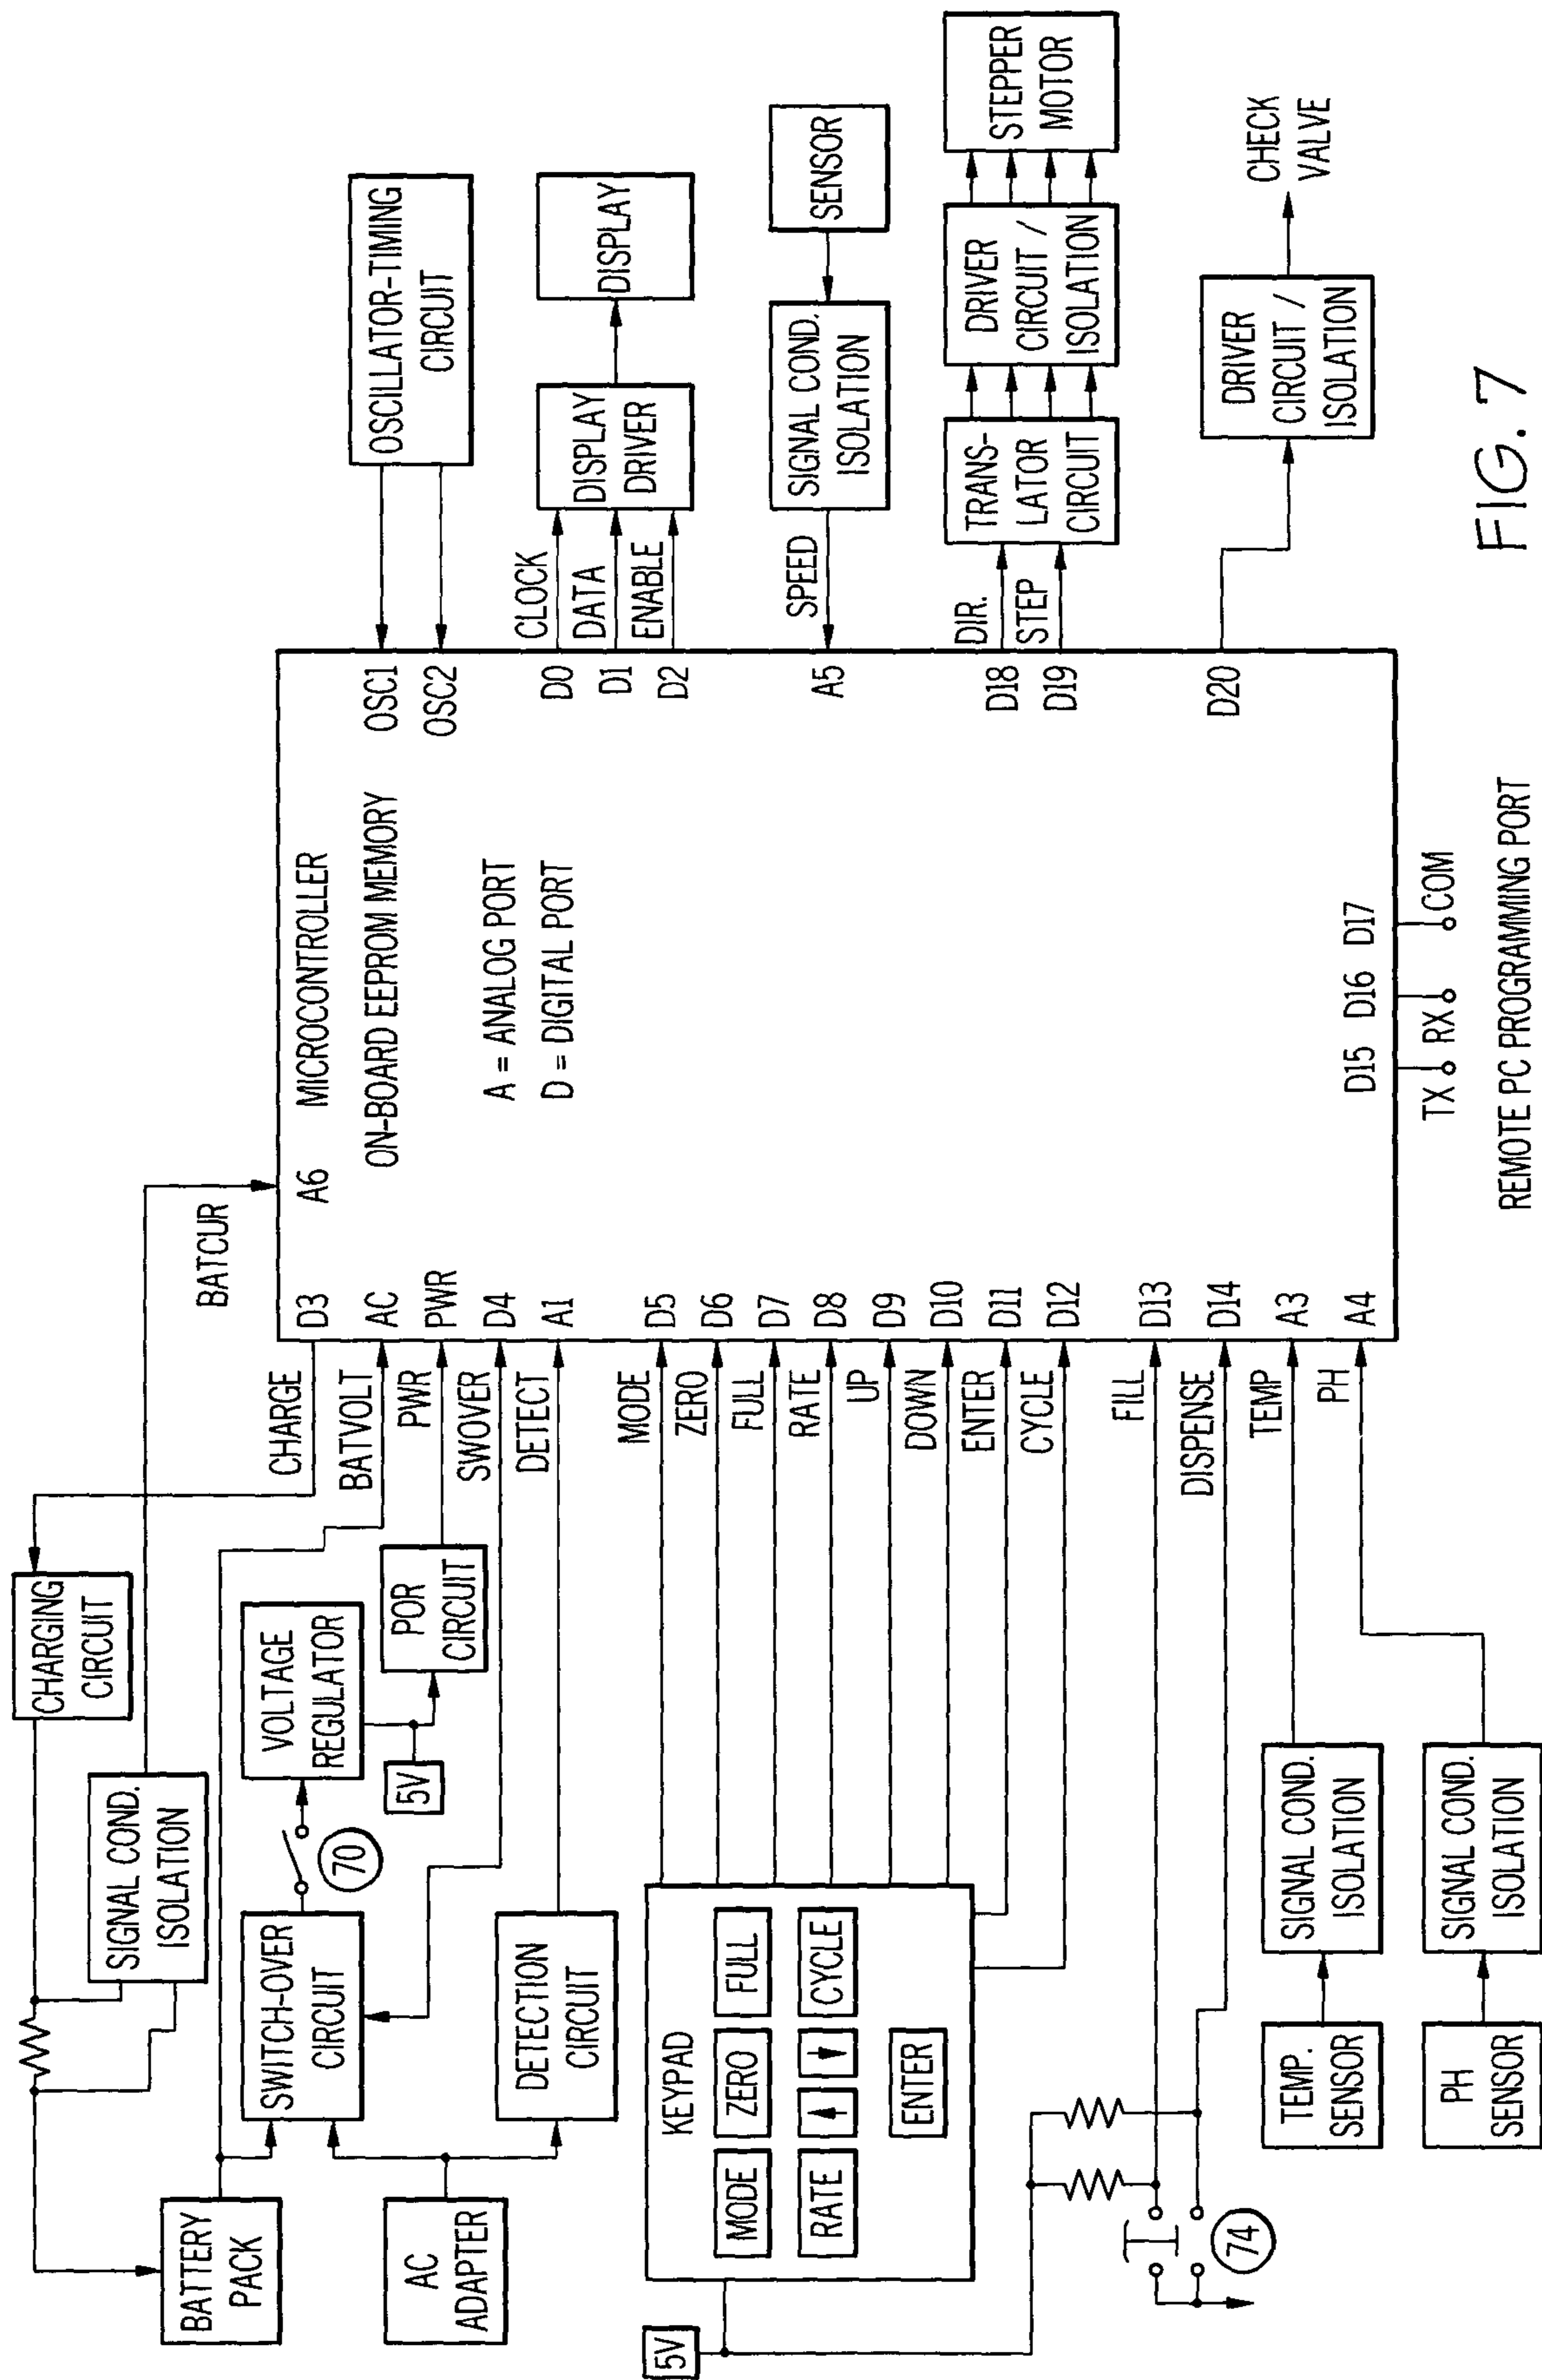 CHARGING
CIRCUIT
SIGNAL COND.
ISOLATION
BATTERY
PACK
SWITCH-OVER
CIRCUIT
70
VOLTAGE
REGULATOR
5V
POR
CIRCUIT
AC
ADAPTER
DETECTION
CIRCUIT
BATCUR
CHARGE
BATVOLT
PWR
SWOVER
DETECT
D3
A6
AC
PWR
D4
A1
MICROCONTROLLER
ON-BOARD EEPROM MEMORY
A = ANALOG PORT
D = DIGITAL PORT
5V
KEYPAD
MODE
ZERO
FULL
RATE
CYCLE
ENTER
MODE
ZERO
FULL
RATE
UP
DOWN
ENTER
CYCLE
D5
D6
D7
D8
D9
D10
D11
D12
74
FILL
DISPENSE
TEMP
PH
D13
D14
A3
A4
TEMP.
SENSOR
SIGNAL COND.
ISOLATION
PH
SENSOR
SIGNAL COND.
ISOLATION
D15 D16 D17
TX RX COM
REMOTE PC PROGRAMMING PORT
OSC1
OSC2
OSCILLATOR-TIMING
CIRCUIT
D0
D1
D2
CLOCK
DATA
ENABLE
DISPLAY
DRIVER
DISPLAY
A5
SPEED
SIGNAL COND.
ISOLATION
SENSOR
D18
D19
DIR.
STEP
TRANS-
LATOR
CIRCUIT
DRIVER
CIRCUIT /
ISOLATION
STEPPER
MOTOR
D20
DRIVER
CIRCUIT /
ISOLATION
CHECK
VALVE
FIG. 7